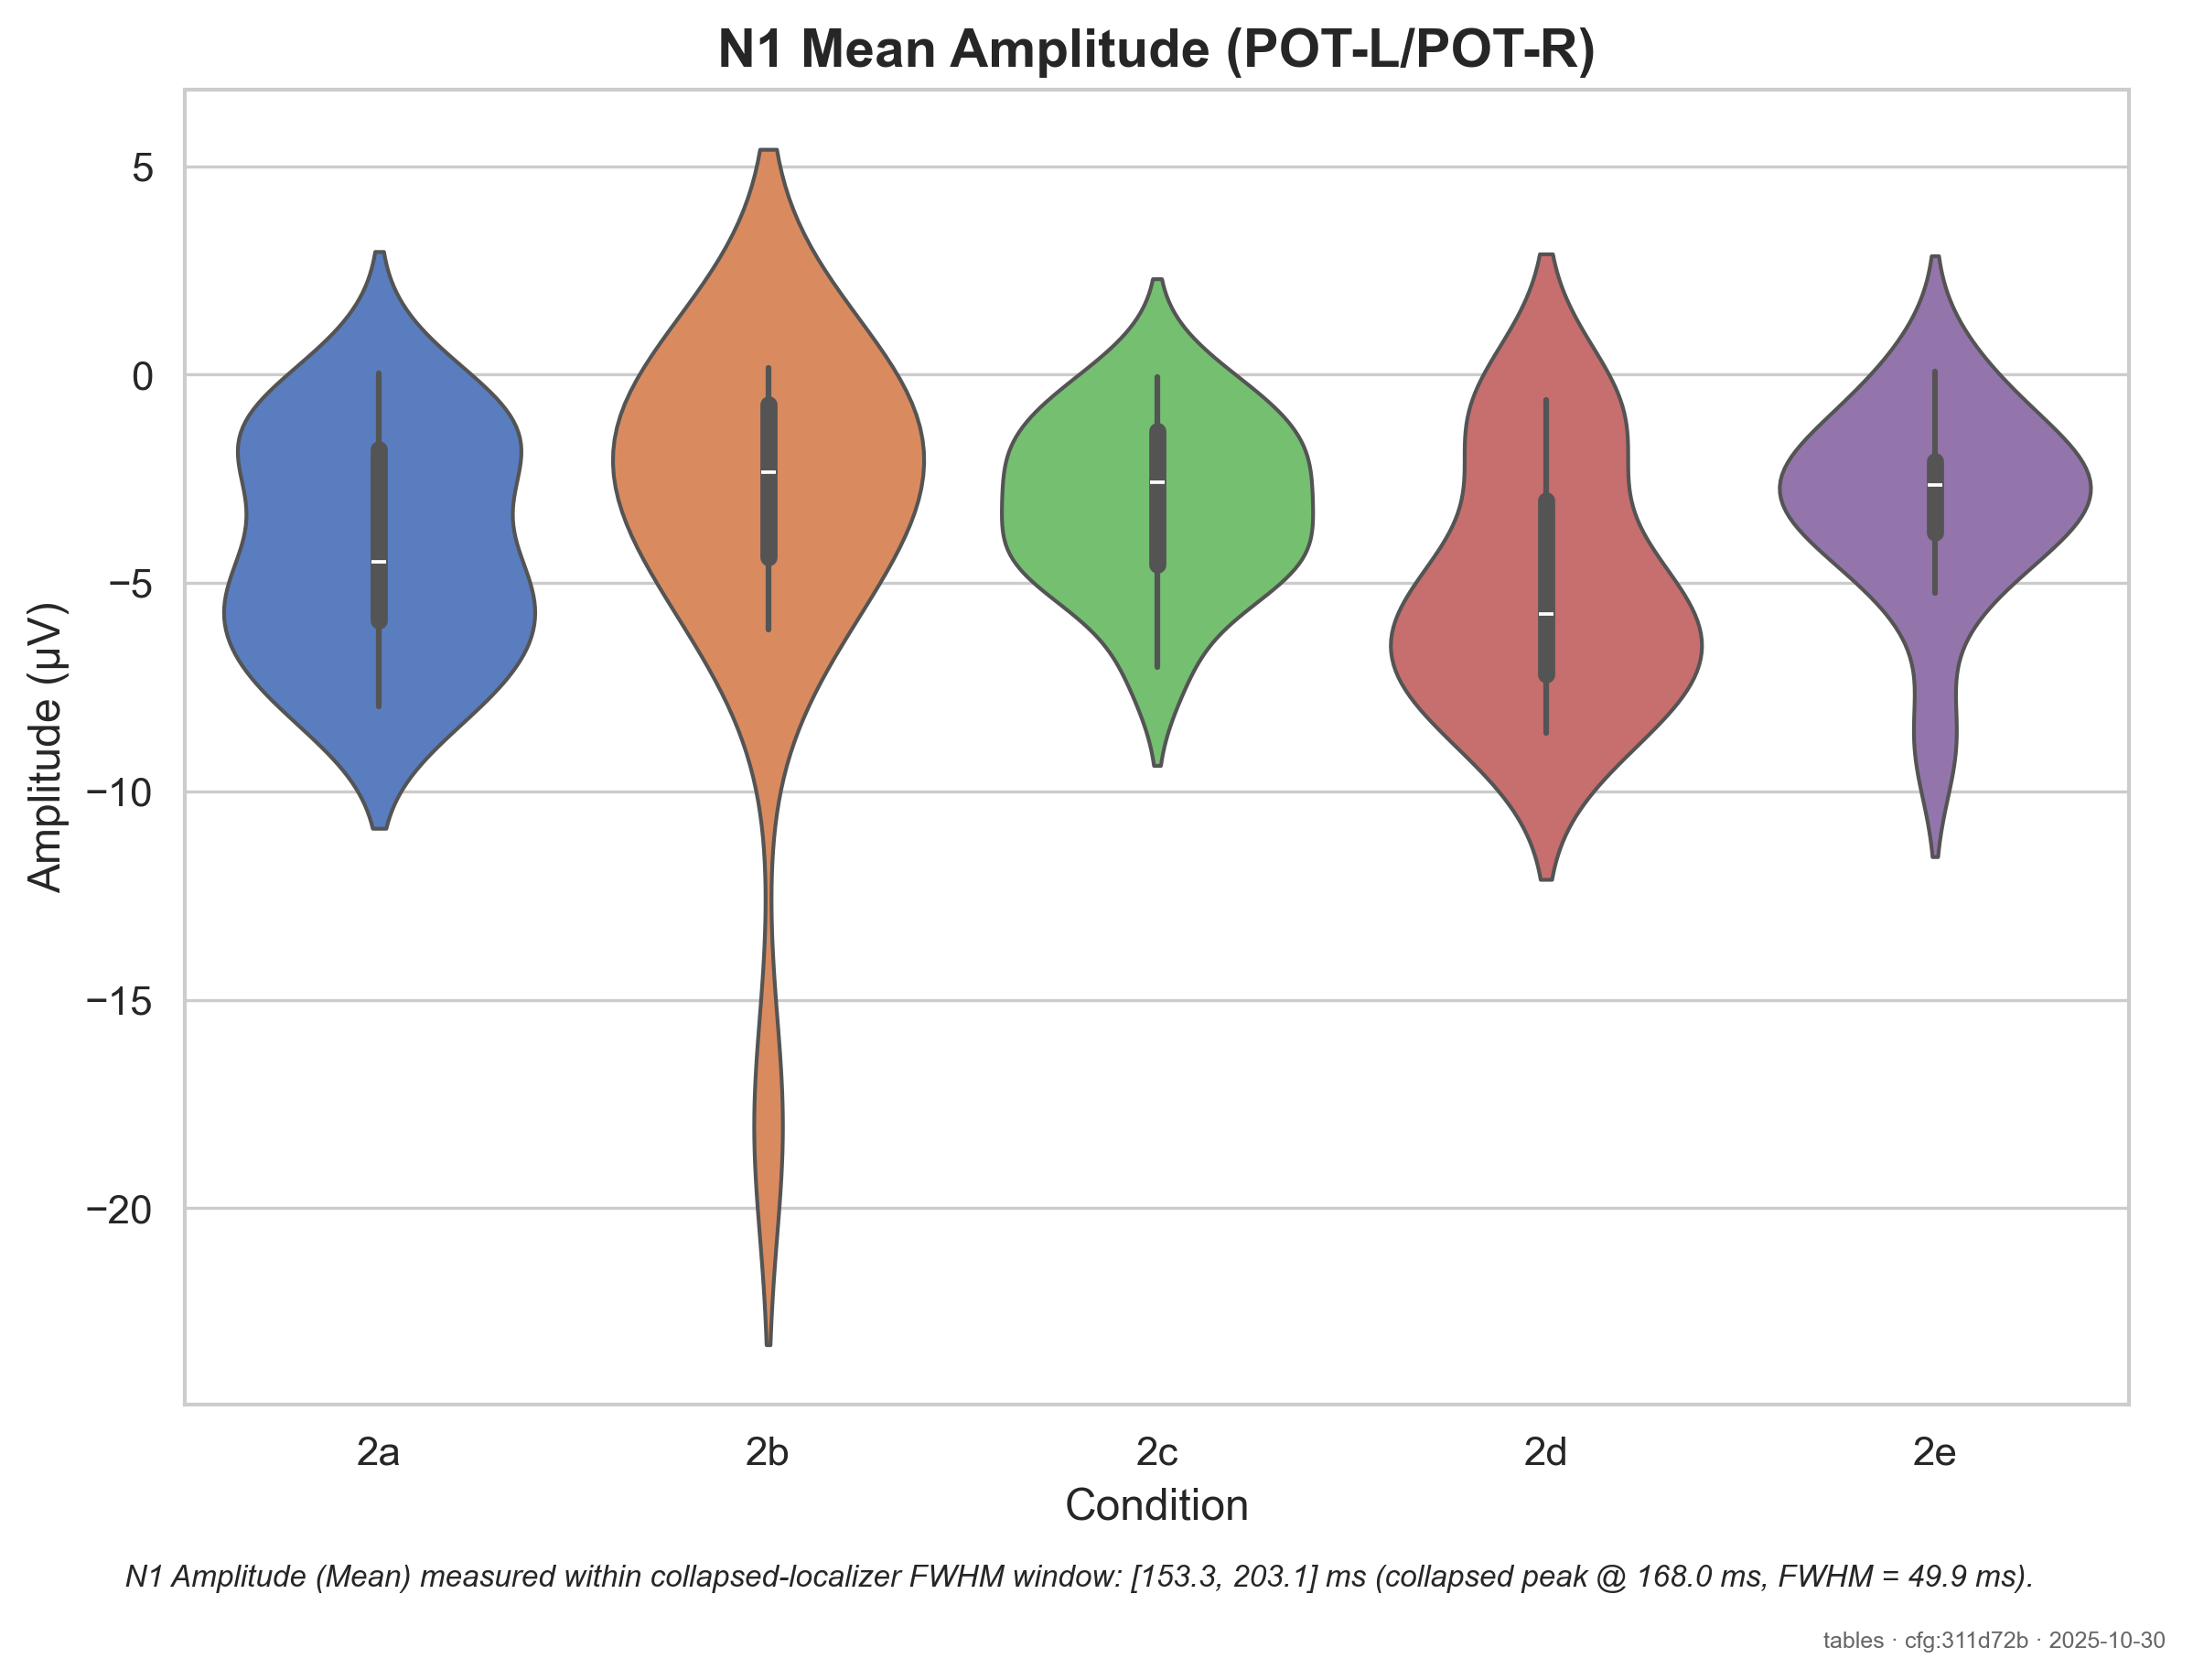 N1 Mean Amplitude (POT-L/POT-R)
Amplitude (µV)
5
0
−5
−10
−15
−20
2a 2b 2c 2d 2e
Condition
N1 Amplitude (Mean) measured within collapsed-localizer FWHM window: [153.3, 203.1] ms (collapsed peak @ 168.0 ms, FWHM = 49.9 ms).
tables · cfg:311d72b · 2025-10-30